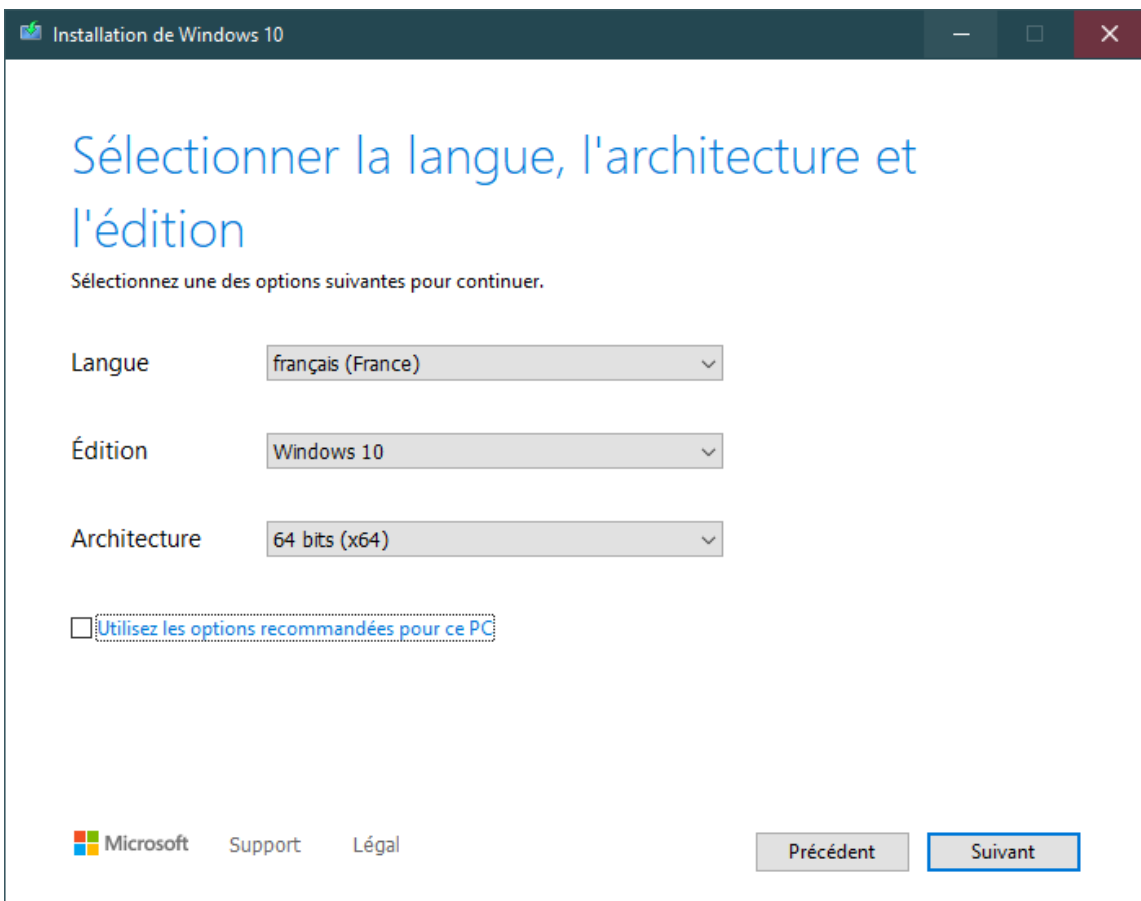 Installation de Windows 10
Sélectionner la langue, l'architecture et
l'édition
Sélectionnez une des options suivantes pour continuer.
Langue français (France)
Édition Windows 10
Architecture 64 bits (x64)
Utilisez les options recommandées pour ce PC
Microsoft Support Légal Précédent Suivant